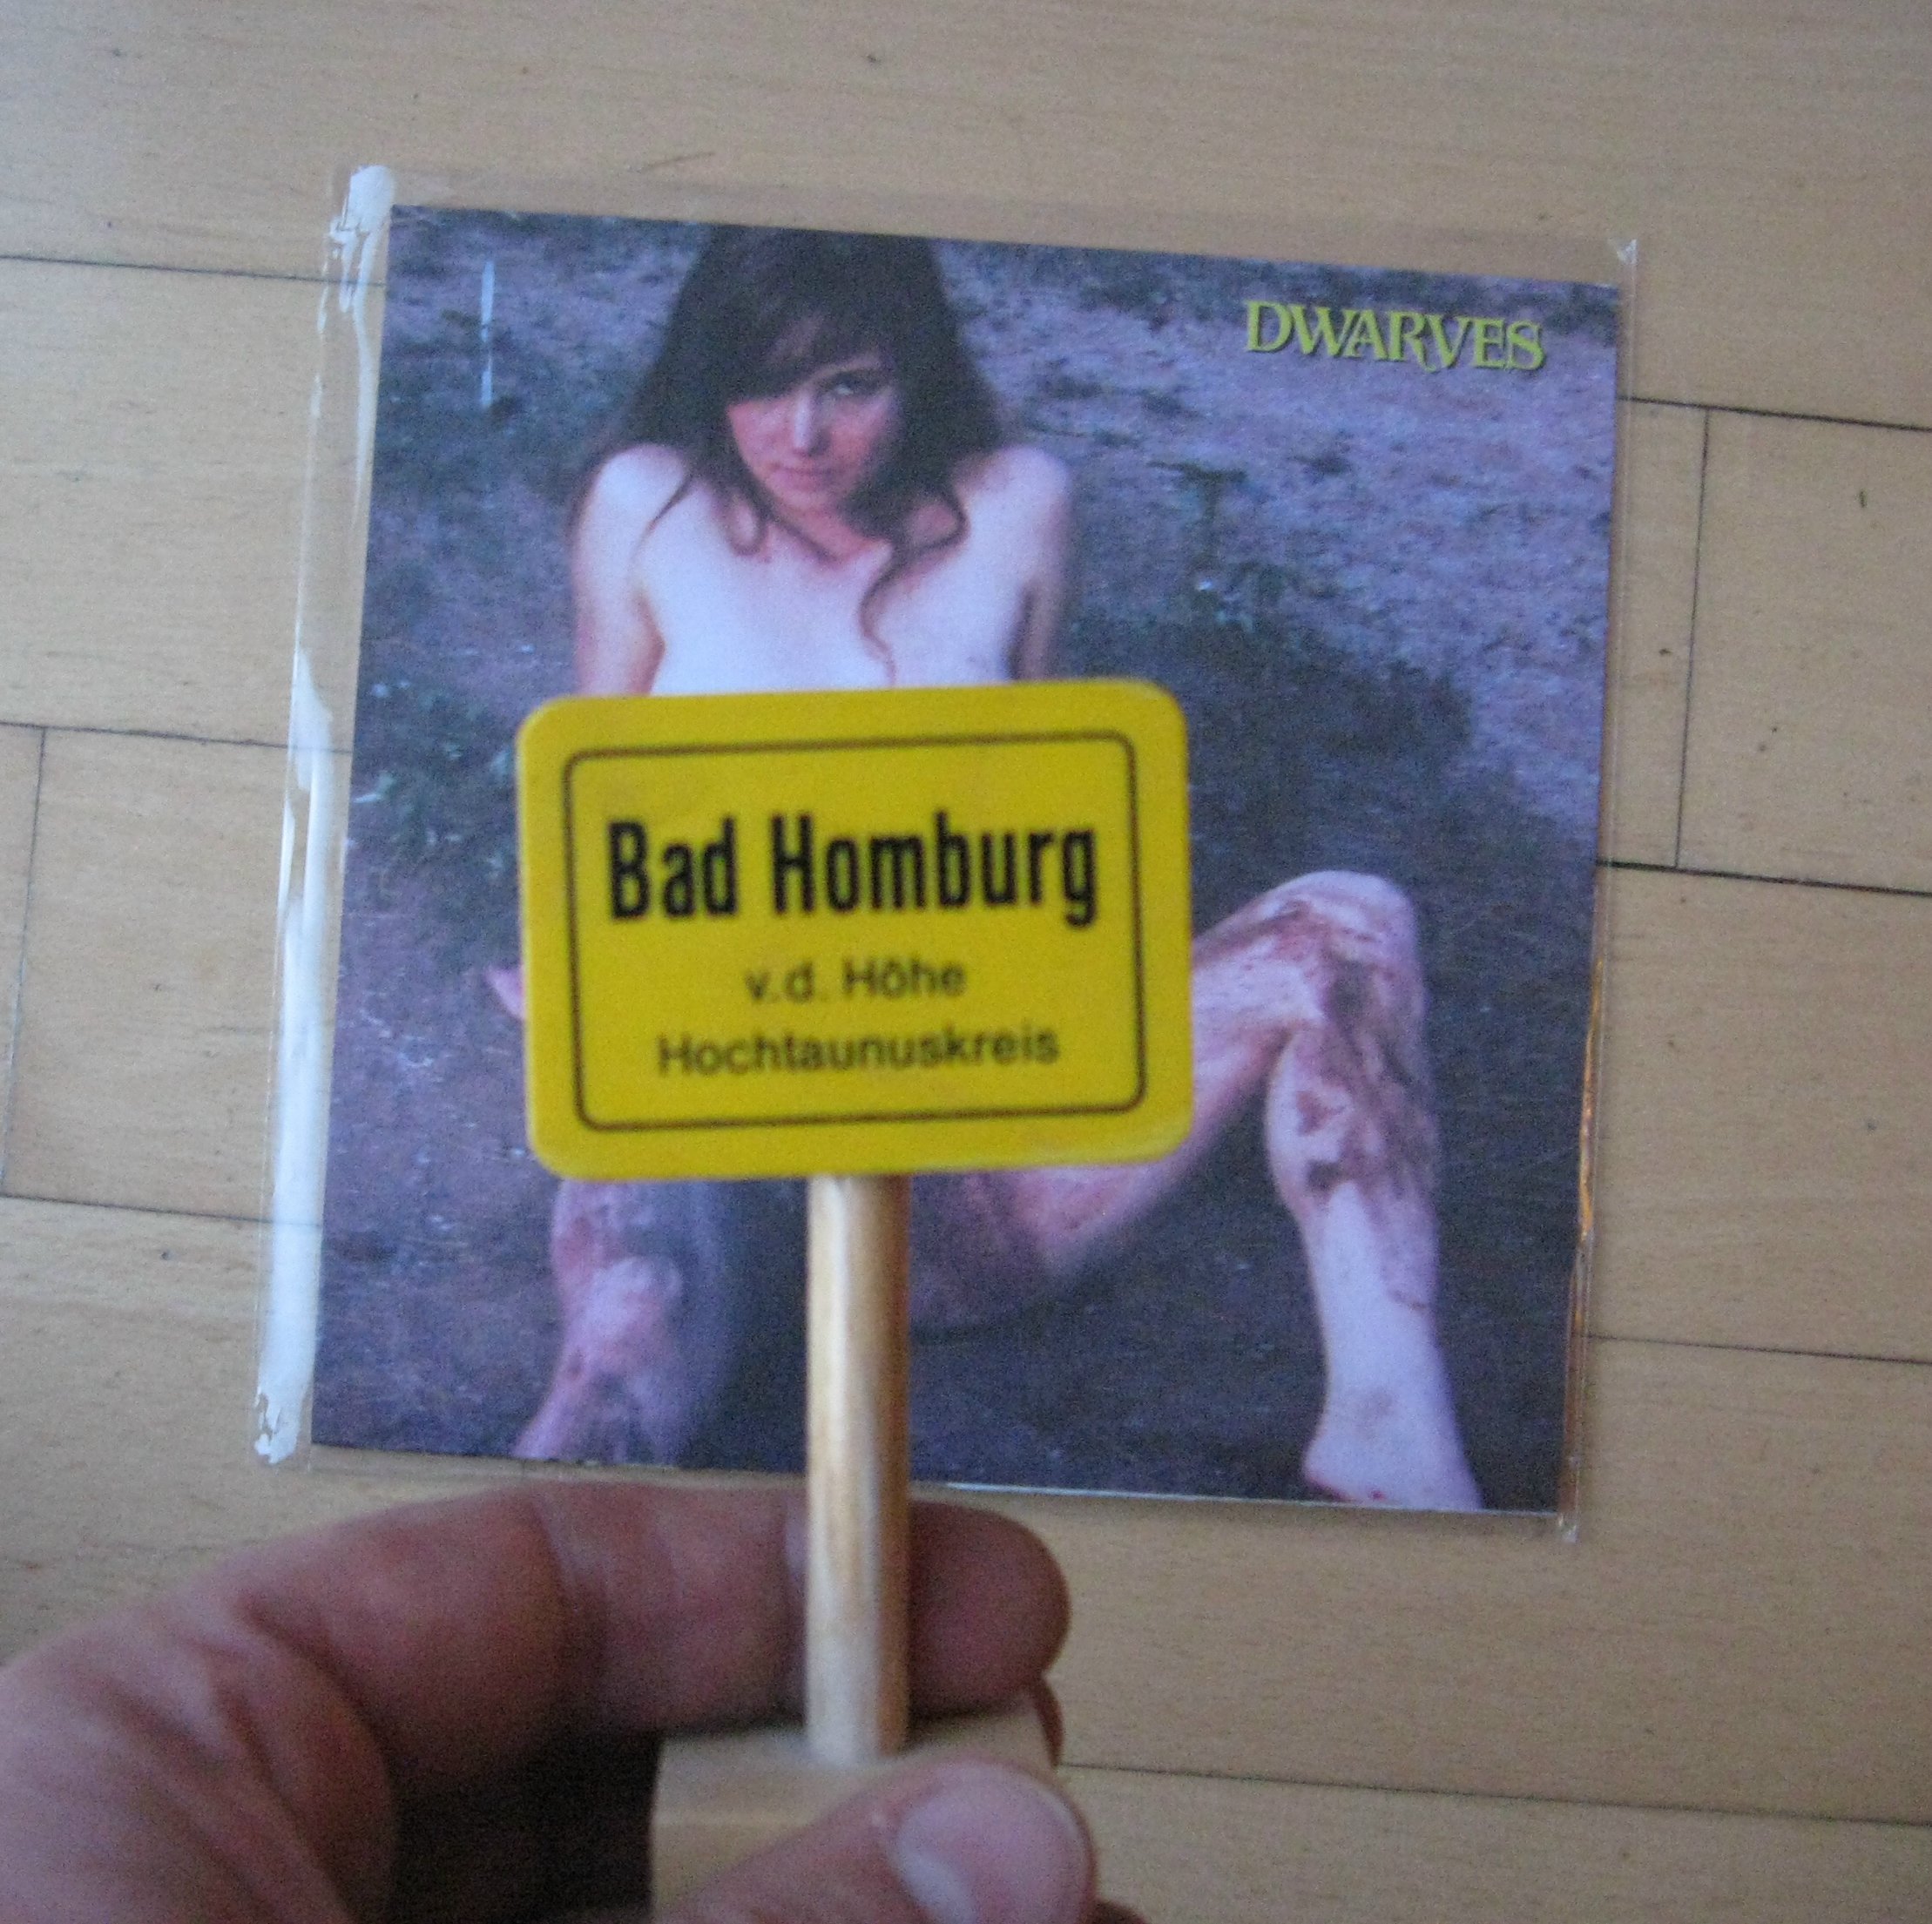 DWARVES
Bad Homburg
v.d. Höhe
Hochtaunuskreis